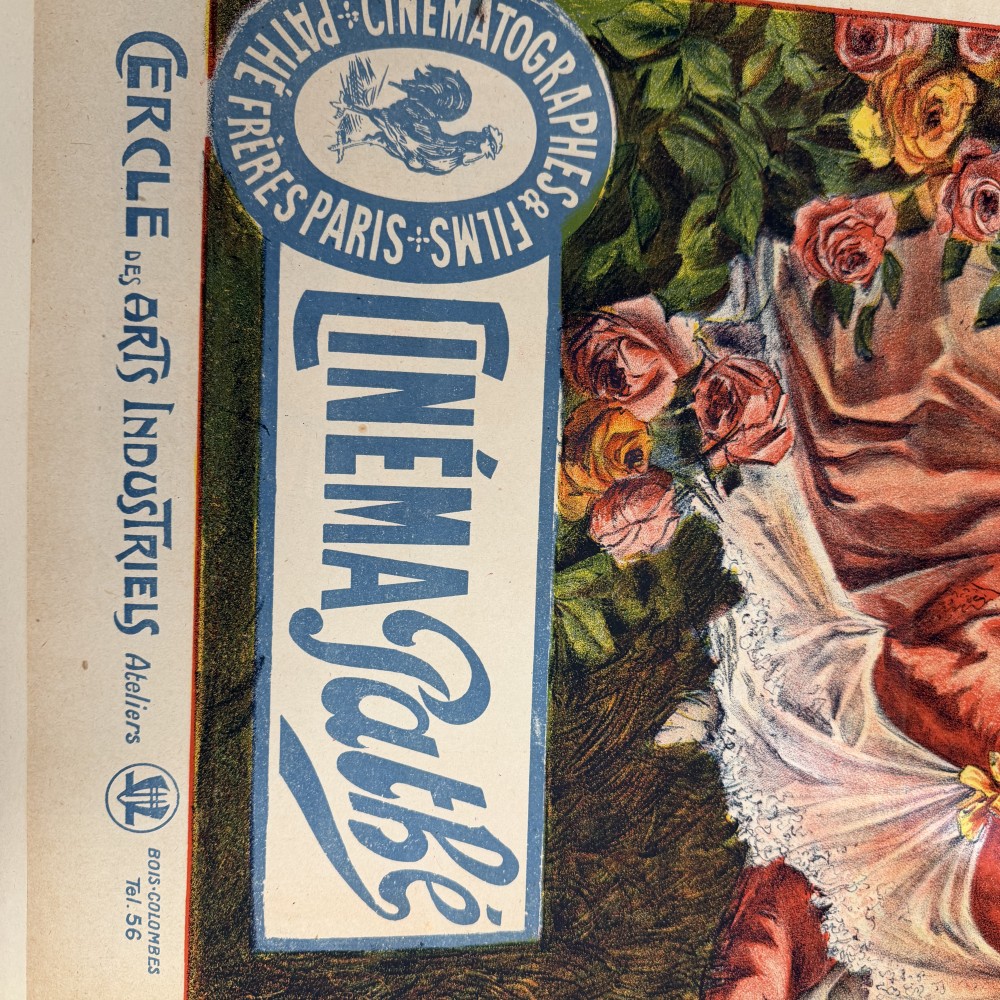 CINÉMATOGRAPHES & FILMS
PATHÉ FRÈRES PARIS
CINÉMA Pathé
CERCLE DES ARTS INDUSTRIELS Ateliers
BOIS-COLOMBES
Tel. 56